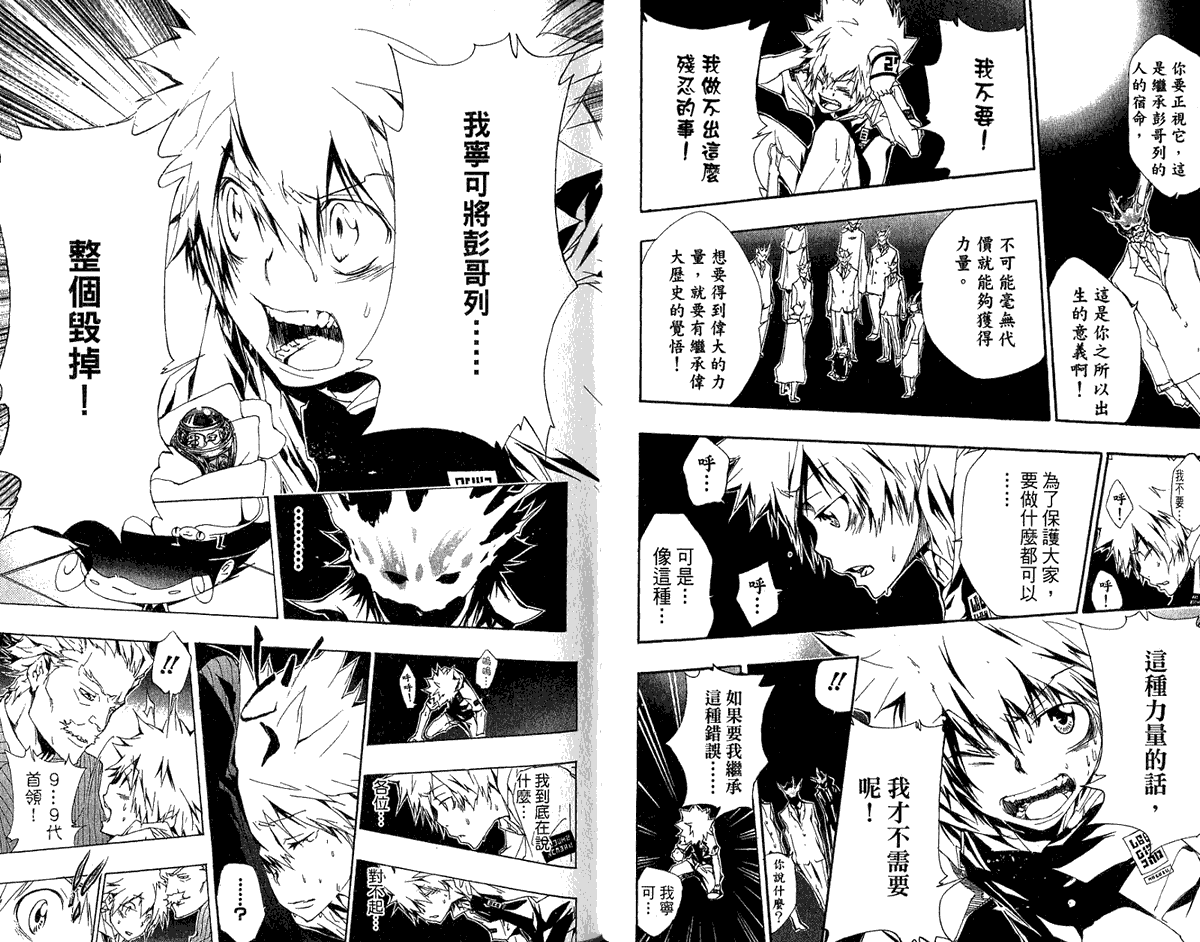 你要正視它，這
是繼承彭哥列的
人的宿命，
這是你之所以出
生的意義啊！
我不要！
我做不出這麼
殘忍的事！
不可能毫無代
價就能夠獲得
力量。
想要得到偉大的力
量，就要有繼承偉
大歷史的覺悟！
我不要…
呼！
呼！
為了保護大家，
要做什麼都可以
……
呼…
呼…
可是…
像這種…
這種力量的話，
我才不需要
呢！
!!
你說什麼？
如果要我繼承
這種錯誤……
我寧
可…
我寧可將彭哥列……
整個毀掉！
…………
嗚嗚…
呼呼！
我到底在說
什麼…
各位…
對不起…
……？
!!
9…9代
首領！